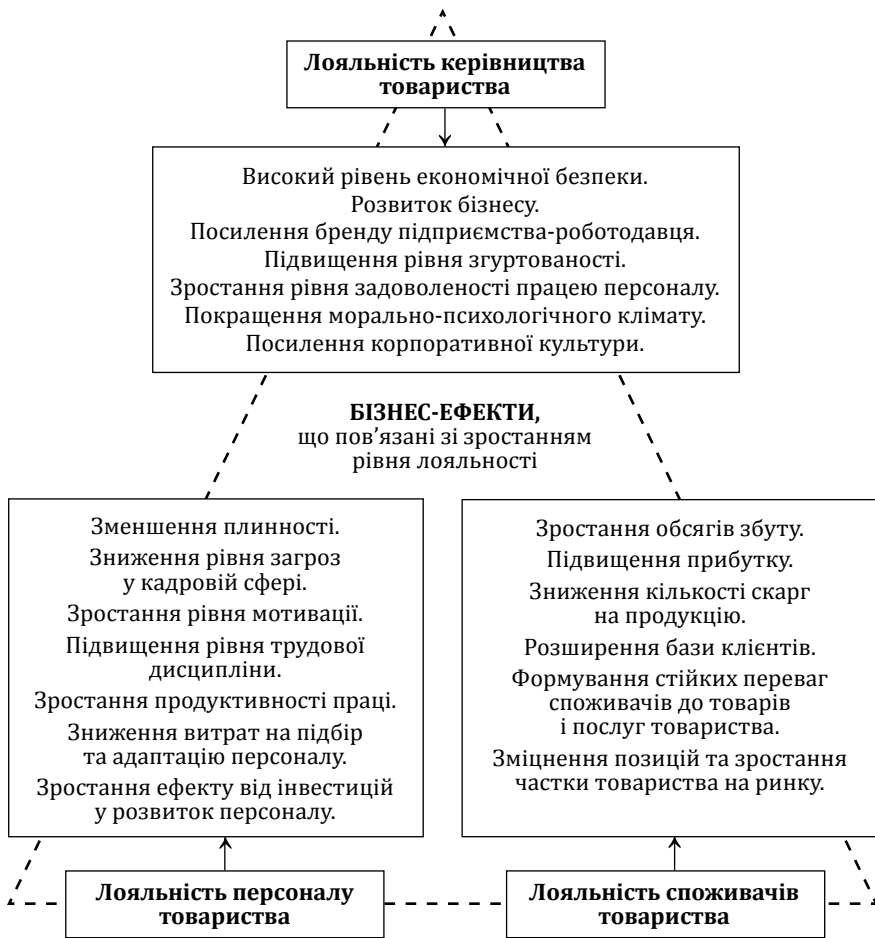 Лояльність керівництва
товариства
Високий рівень економічної безпеки.
Розвиток бізнесу.
Посилення бренду підприємства-роботодавця.
Підвищення рівня згуртованості.
Зростання рівня задоволеності працею персоналу.
Покращення морально-психологічного клімату.
Посилення корпоративної культури.
БІЗНЕС-ЕФЕКТИ,
що пов’язані зі зростанням
рівня лояльності
Зменшення плинності.
Зниження рівня загроз
у кадровій сфері.
Зростання рівня мотивації.
Підвищення рівня трудової
дисципліни.
Зростання продуктивності праці.
Зниження витрат на підбір
та адаптацію персоналу.
Зростання ефекту від інвестицій
у розвиток персоналу.
Лояльність персоналу
товариства
Зростання обсягів збуту.
Підвищення прибутку.
Зниження кількості скарг
на продукцію.
Розширення бази клієнтів.
Формування стійких переваг
споживачів до товарів
і послуг товариства.
Зміцнення позицій та зростання
частки товариства на ринку.
Лояльність споживачів
товариства